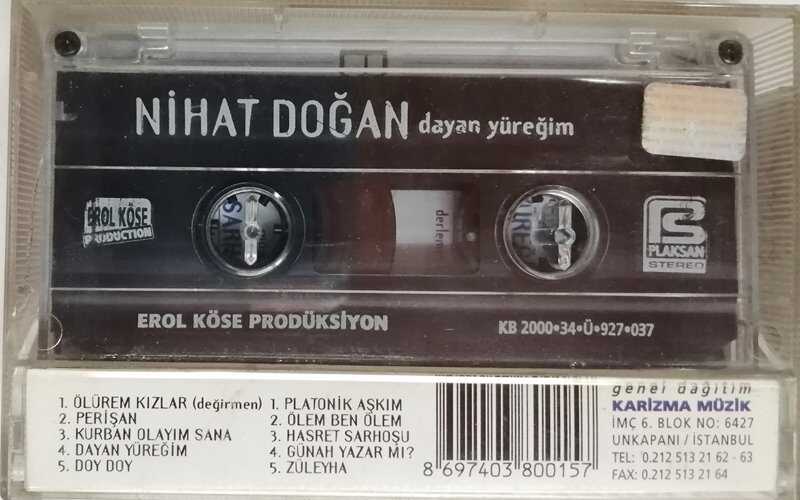 NİHAT DOĞAN dayan yüreğim
EROL KÖSE
PRODUCTION
PLAKSAN
STEREO
EROL KÖSE PRODÜKSİYON
KB 2000•34•Ü•927•037
1. ÖLÜREM KIZLAR (değirmen)
2. PERİŞAN
3. KURBAN OLAYIM SANA
4. DAYAN YÜREĞİM
5. DOY DOY
1. PLATONİK AŞKIM
2. ÖLEM BEN ÖLEM
3. HASRET SARHOŞU
4. GÜNAH YAZAR MI?
5. ZÜLEYHA
8 697403 800157
genel dağıtım
KARİZMA MÜZİK
İMÇ 6. BLOK NO: 6427
UNKAPANI / İSTANBUL
TEL: 0.212 513 21 62 - 63
FAX: 0.212 513 21 64